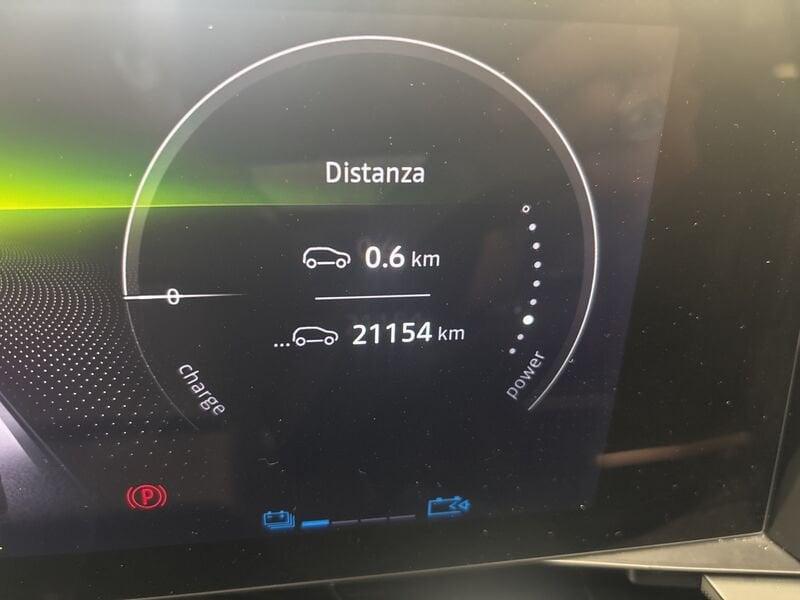 Distanza
0.6 km
0
...21154 km
charge
power
P